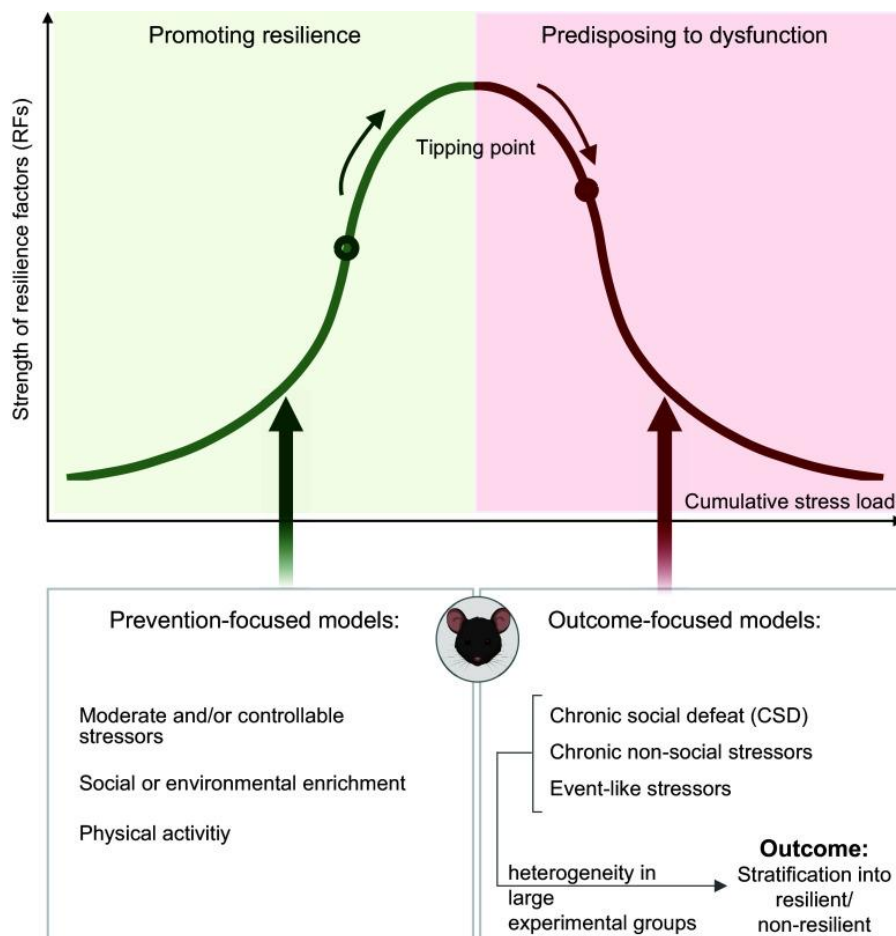 Promoting resilience
Predisposing to dysfunction
Strength of resilience factors (RFs)
Tipping point
Cumulative stress load
Prevention-focused models:
Moderate and/or controllable
stressors
Social or environmental enrichment
Physical activitiy
Outcome-focused models:
Chronic social defeat (CSD)
Chronic non-social stressors
Event-like stressors
heterogeneity in
large
experimental groups
Outcome:
Stratification into
resilient/
non-resilient